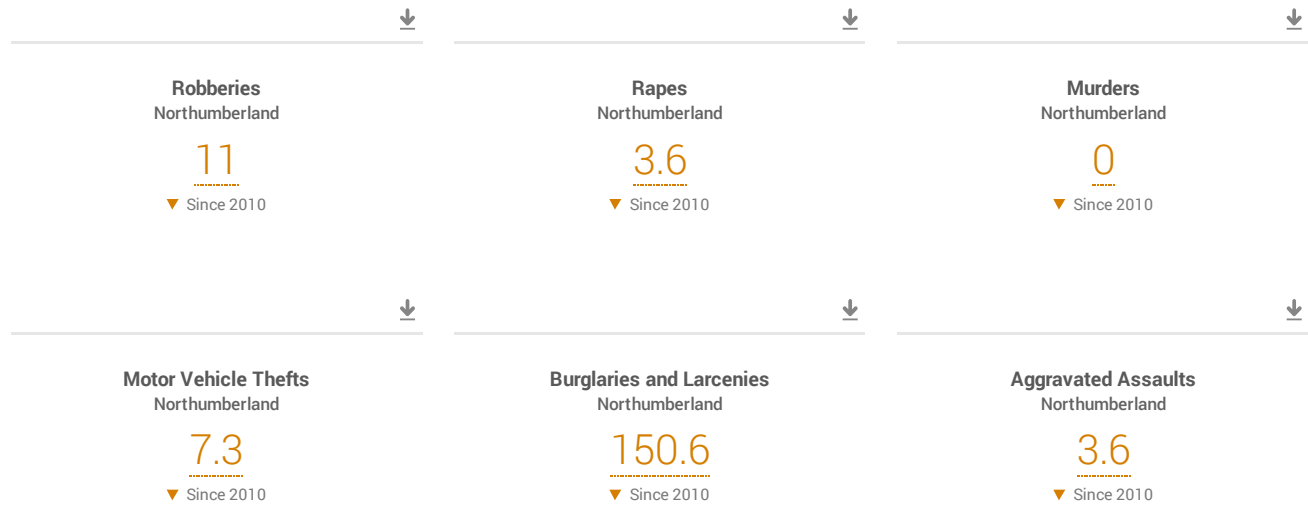 Robberies
Northumberland
11
▼ Since 2010
Rapes
Northumberland
3.6
▼ Since 2010
Murders
Northumberland
0
▼ Since 2010
Motor Vehicle Thefts
Northumberland
7.3
▼ Since 2010
Burglaries and Larcenies
Northumberland
150.6
▼ Since 2010
Aggravated Assaults
Northumberland
3.6
▼ Since 2010